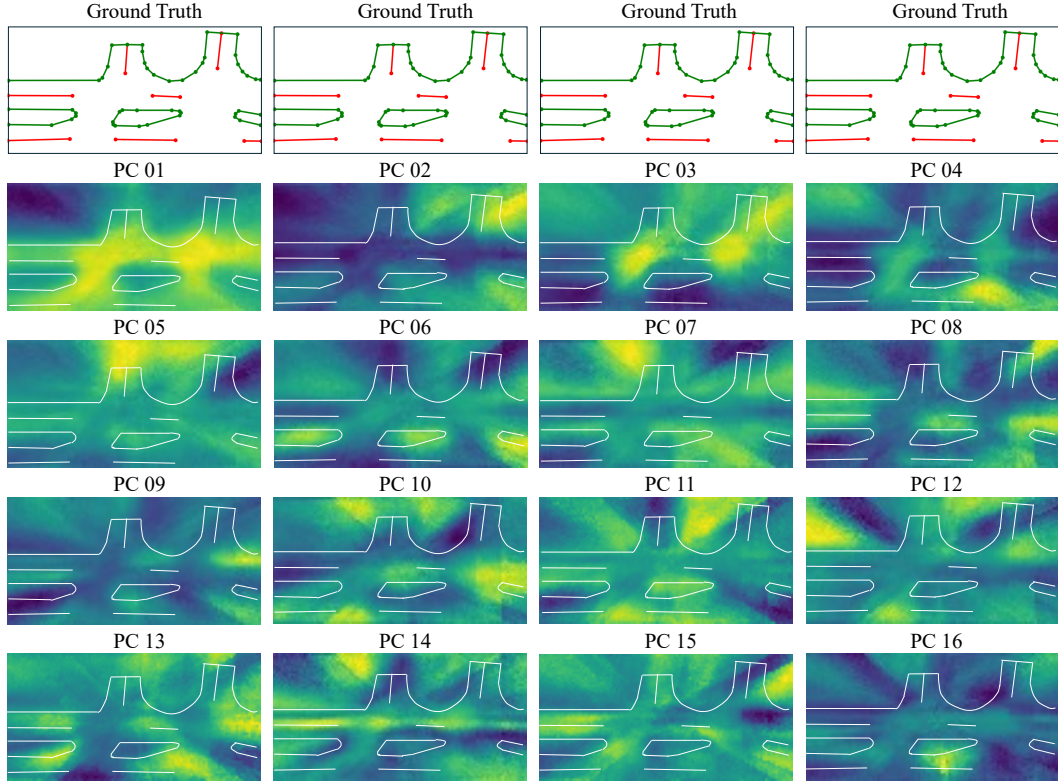 Ground Truth Ground Truth Ground Truth Ground Truth
PC 01 PC 02 PC 03 PC 04
PC 05 PC 06 PC 07 PC 08
PC 09 PC 10 PC 11 PC 12
PC 13 PC 14 PC 15 PC 16